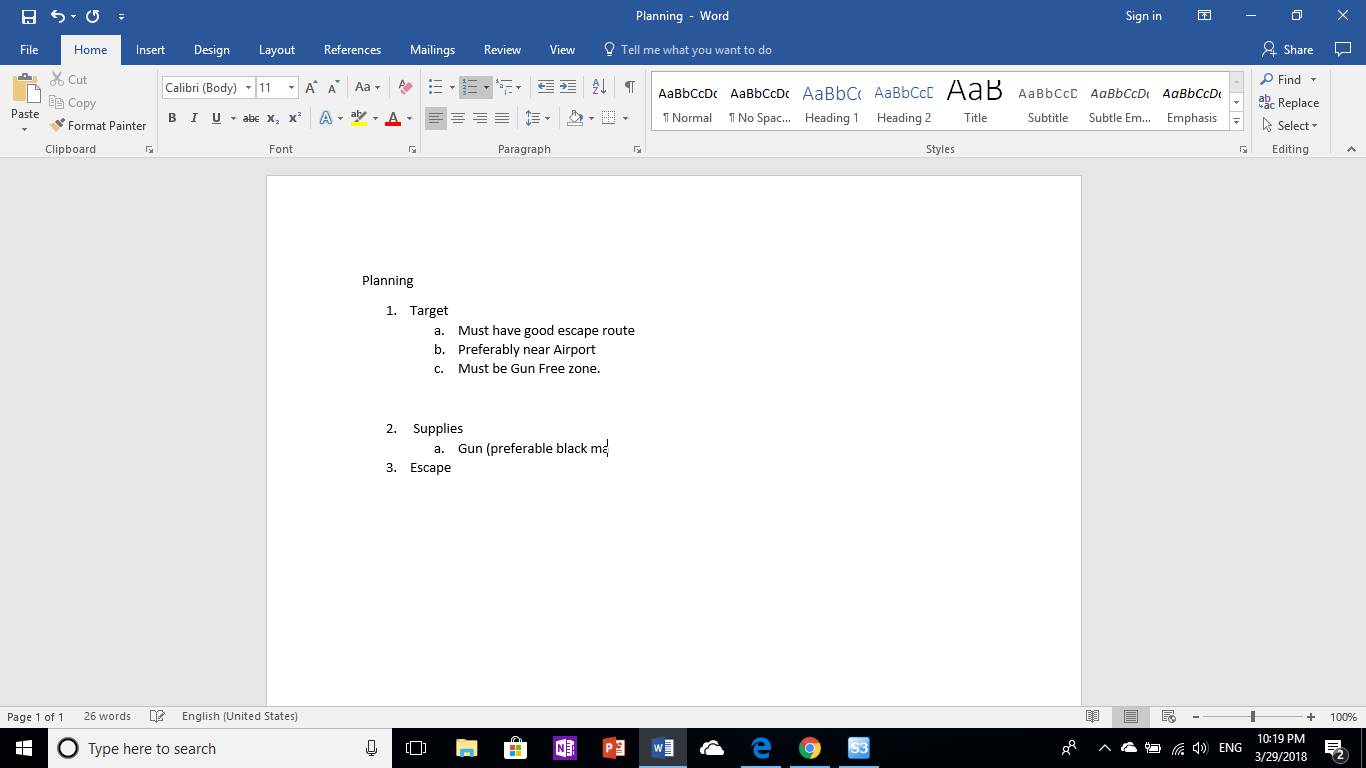 Planning - Word
Sign in
File Home Insert Design Layout References Mailings Review View Tell me what you want to do Share
Paste
Cut
Copy
Format Painter
Clipboard
Calibri (Body) 11
Font
Paragraph
AaBbCcDc AaBbCcDc AaBbCc AaBbCcE AaB AaBbCcD AaBbCcDc AaBbCcDc
¶ Normal ¶ No Spac... Heading 1 Heading 2 Title Subtitle Subtle Em... Emphasis
Styles
Find
Replace
Select
Editing
Planning
1. Target
a. Must have good escape route
b. Preferably near Airport
c. Must be Gun Free zone.
2. Supplies
a. Gun (preferable black ma
3. Escape
Page 1 of 1 26 words English (United States) 100%
Type here to search
ENG
10:19 PM
3/29/2018
2